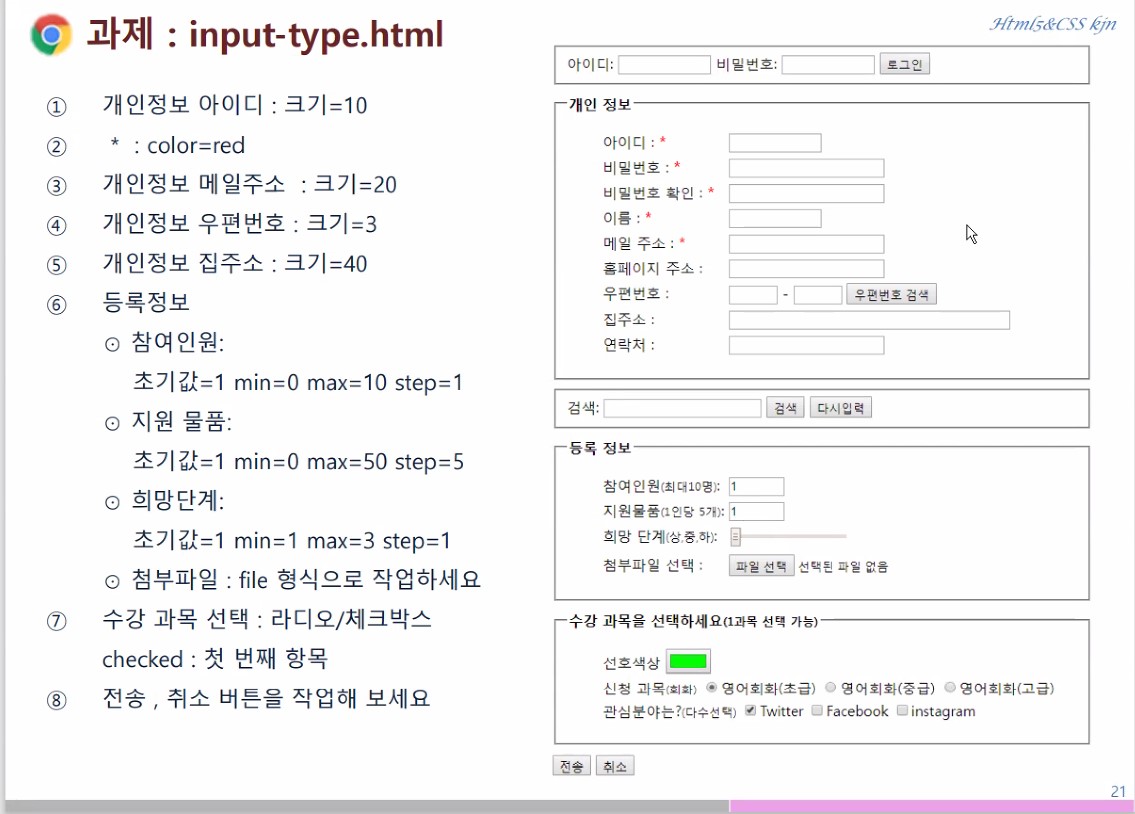 과제 : input-type.html
Html5&CSS kjn
① 개인정보 아이디 : 크기=10
② * : color=red
③ 개인정보 메일주소 : 크기=20
④ 개인정보 우편번호 : 크기=3
⑤ 개인정보 집주소 : 크기=40
⑥ 등록정보
⊙ 참여인원:
초기값=1 min=0 max=10 step=1
⊙ 지원 물품:
초기값=1 min=0 max=50 step=5
⊙ 희망단계:
초기값=1 min=1 max=3 step=1
⊙ 첨부파일 : file 형식으로 작업하세요
⑦ 수강 과목 선택 : 라디오/체크박스
checked : 첫 번째 항목
⑧ 전송 , 취소 버튼을 작업해 보세요
아이디: 비밀번호: 로그인
개인 정보
아이디 : *
비밀번호 : *
비밀번호 확인 : *
이름 : *
메일 주소 : *
홈페이지 주소 :
우편번호 : - 우편번호 검색
집주소 :
연락처 :
검색: 검색 다시입력
등록 정보
참여인원(최대10명): 1
지원물품(1인당 5개): 1
희망 단계(상,중,하):
첨부파일 선택 : 파일 선택 선택된 파일 없음
수강 과목을 선택하세요(1과목 선택 가능)
선호색상
신청 과목(회화) 영어회화(초급) 영어회화(중급) 영어회화(고급)
관심분야는?(다수선택) Twitter Facebook instagram
전송 취소
21